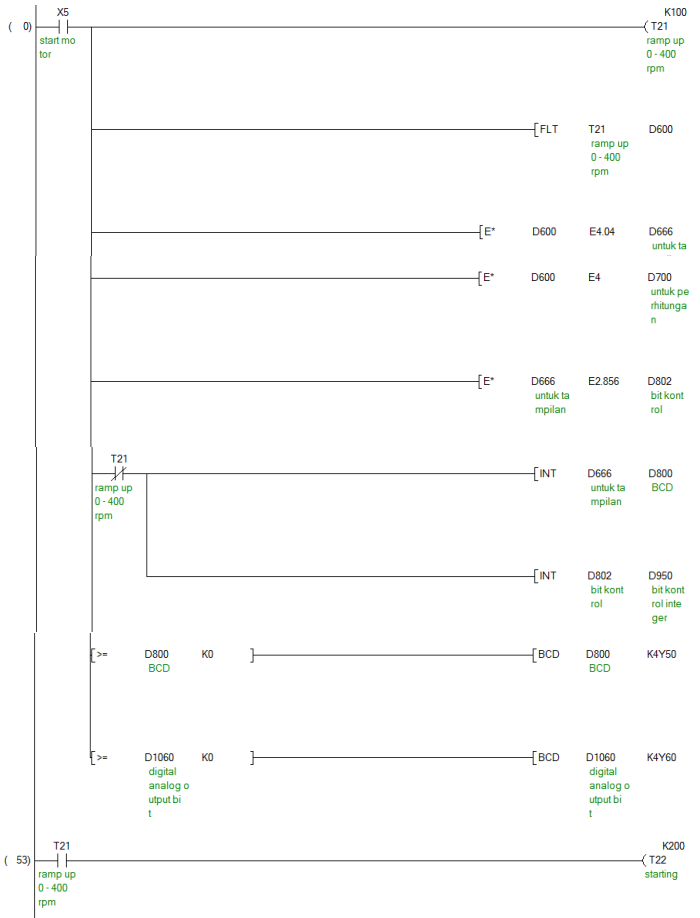 X5 K100
( 0) T21
start mo
tor
ramp up
0 - 400
rpm
FLT T21 D600
ramp up
0 - 400
rpm
E* D600 E4.04 D666
untuk ta
E* D600 E4 D700
untuk pe
rhitunga
n
E* D666 E2.856 D802
untuk ta
mpilan
bit kont
rol
T21
ramp up
0 - 400
rpm
INT D666 D800
untuk ta
mpilan
BCD
INT D802 D950
bit kont
rol
bit kont
rol inte
ger
>= D800 K0
BCD
BCD D800 K4Y50
BCD
>= D1060 K0
digital
analog o
utput bi
t
BCD D1060 K4Y60
digital
analog o
utput bi
t
T21 K200
( 53) T22
ramp up
0 - 400
rpm
starting